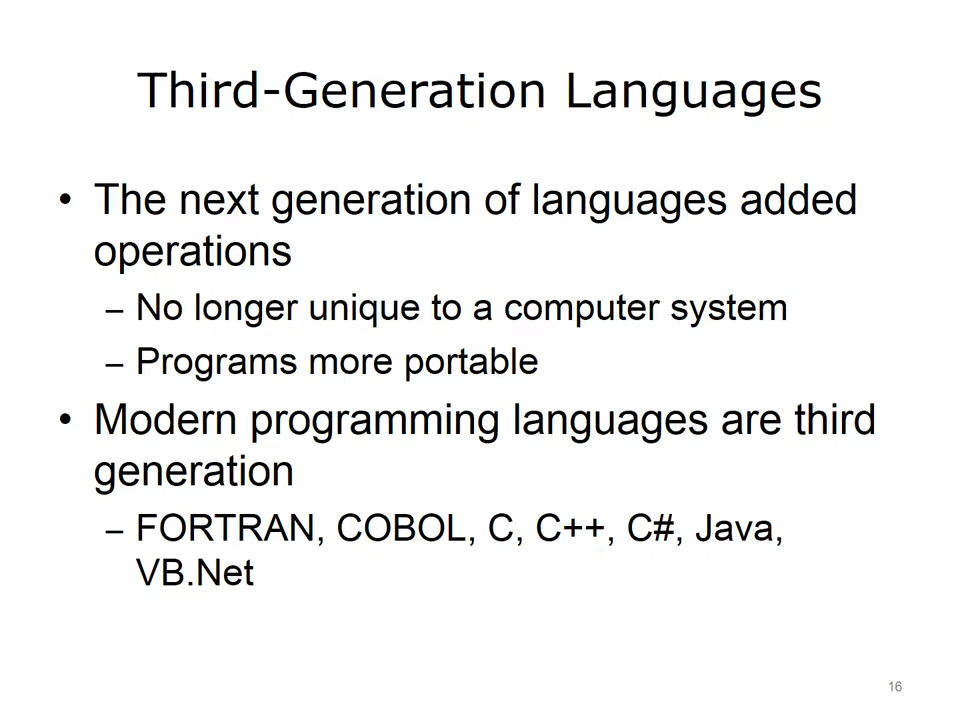 Third-Generation Languages
• The next generation of languages added
operations
– No longer unique to a computer system
– Programs more portable
• Modern programming languages are third
generation
– FORTRAN, COBOL, C, C++, C#, Java,
VB.Net
16